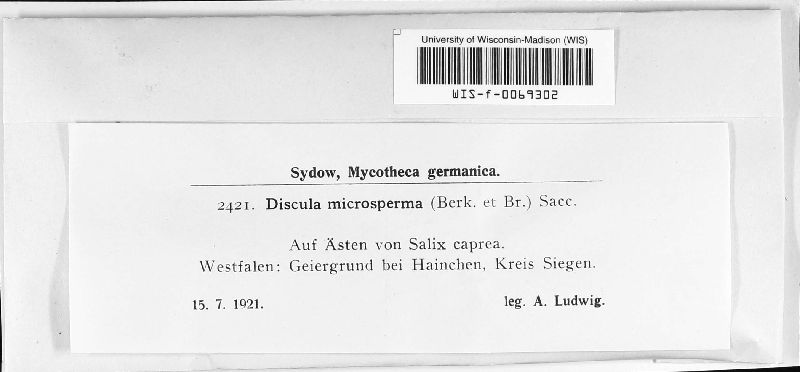 University of Wisconsin-Madison (WIS)
WIS-f-0069302
Sydow, Mycotheca germanica.
2421. Discula microsperma (Berk. et Br.) Sacc.
Auf Ästen von Salix caprea.
Westfalen: Geiergrund bei Hainchen, Kreis Siegen.
15. 7. 1921. leg. A. Ludwig.